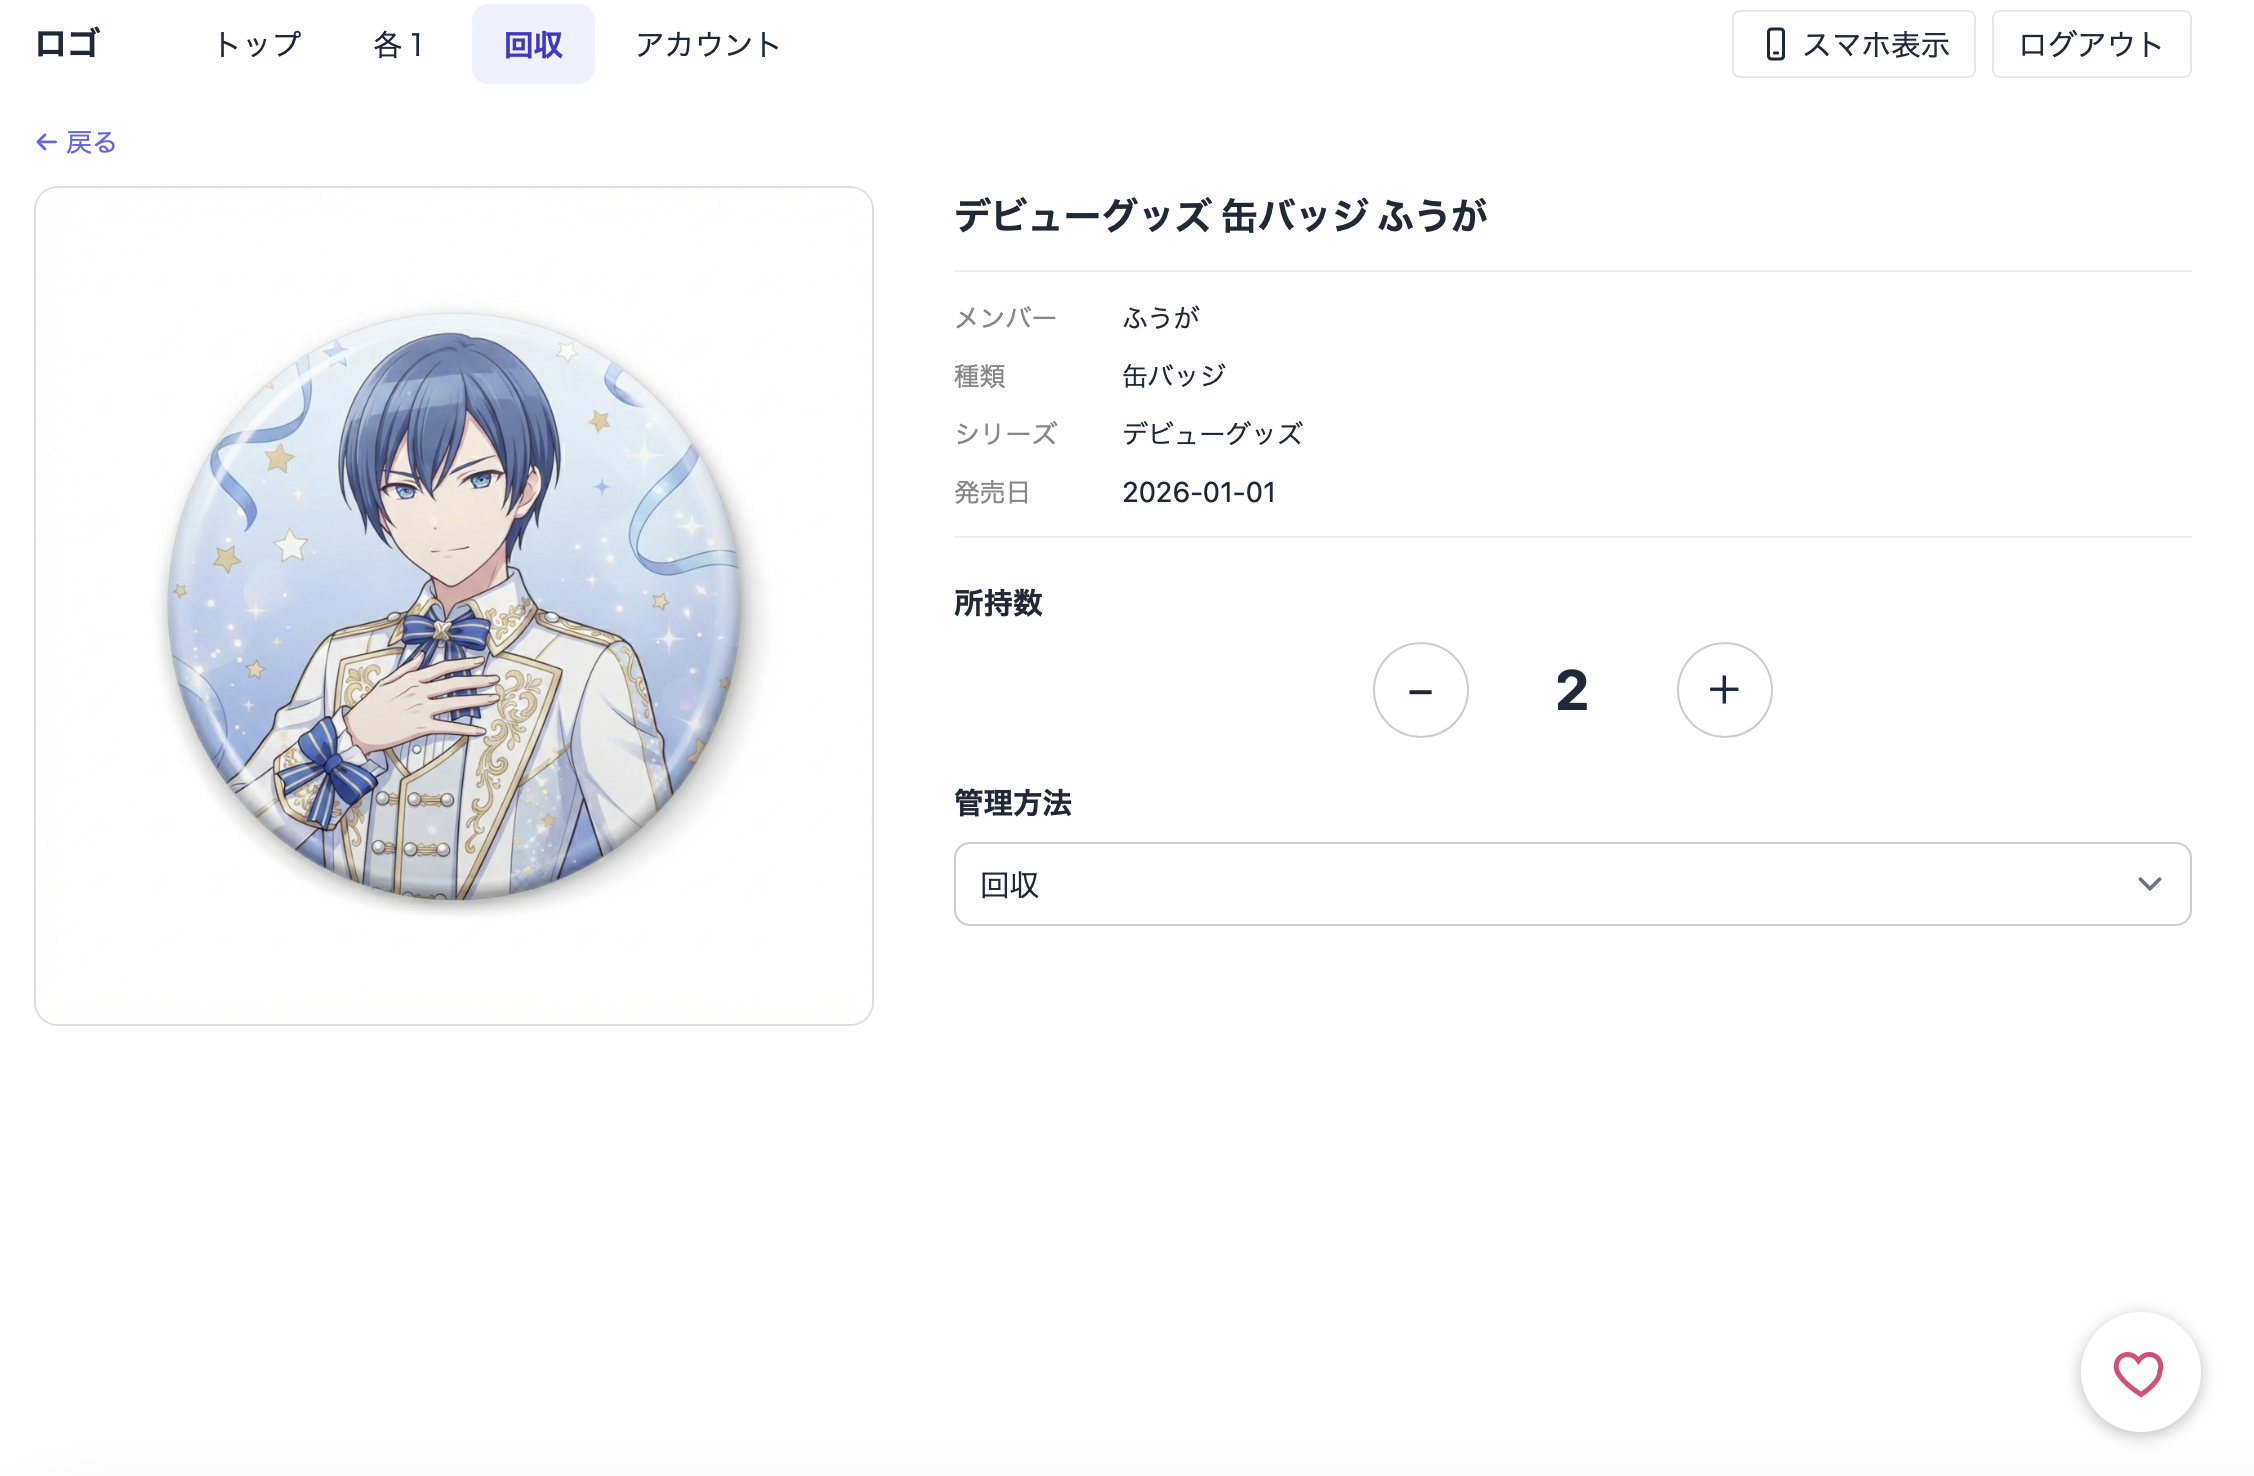 ロゴ
トップ
各1
回収
アカウント
スマホ表示
ログアウト
← 戻る
デビューグッズ 缶バッジ ふうが
メンバー ふうが
種類 缶バッジ
シリーズ デビューグッズ
発売日 2026-01-01
所持数
− 2 +
管理方法
回収